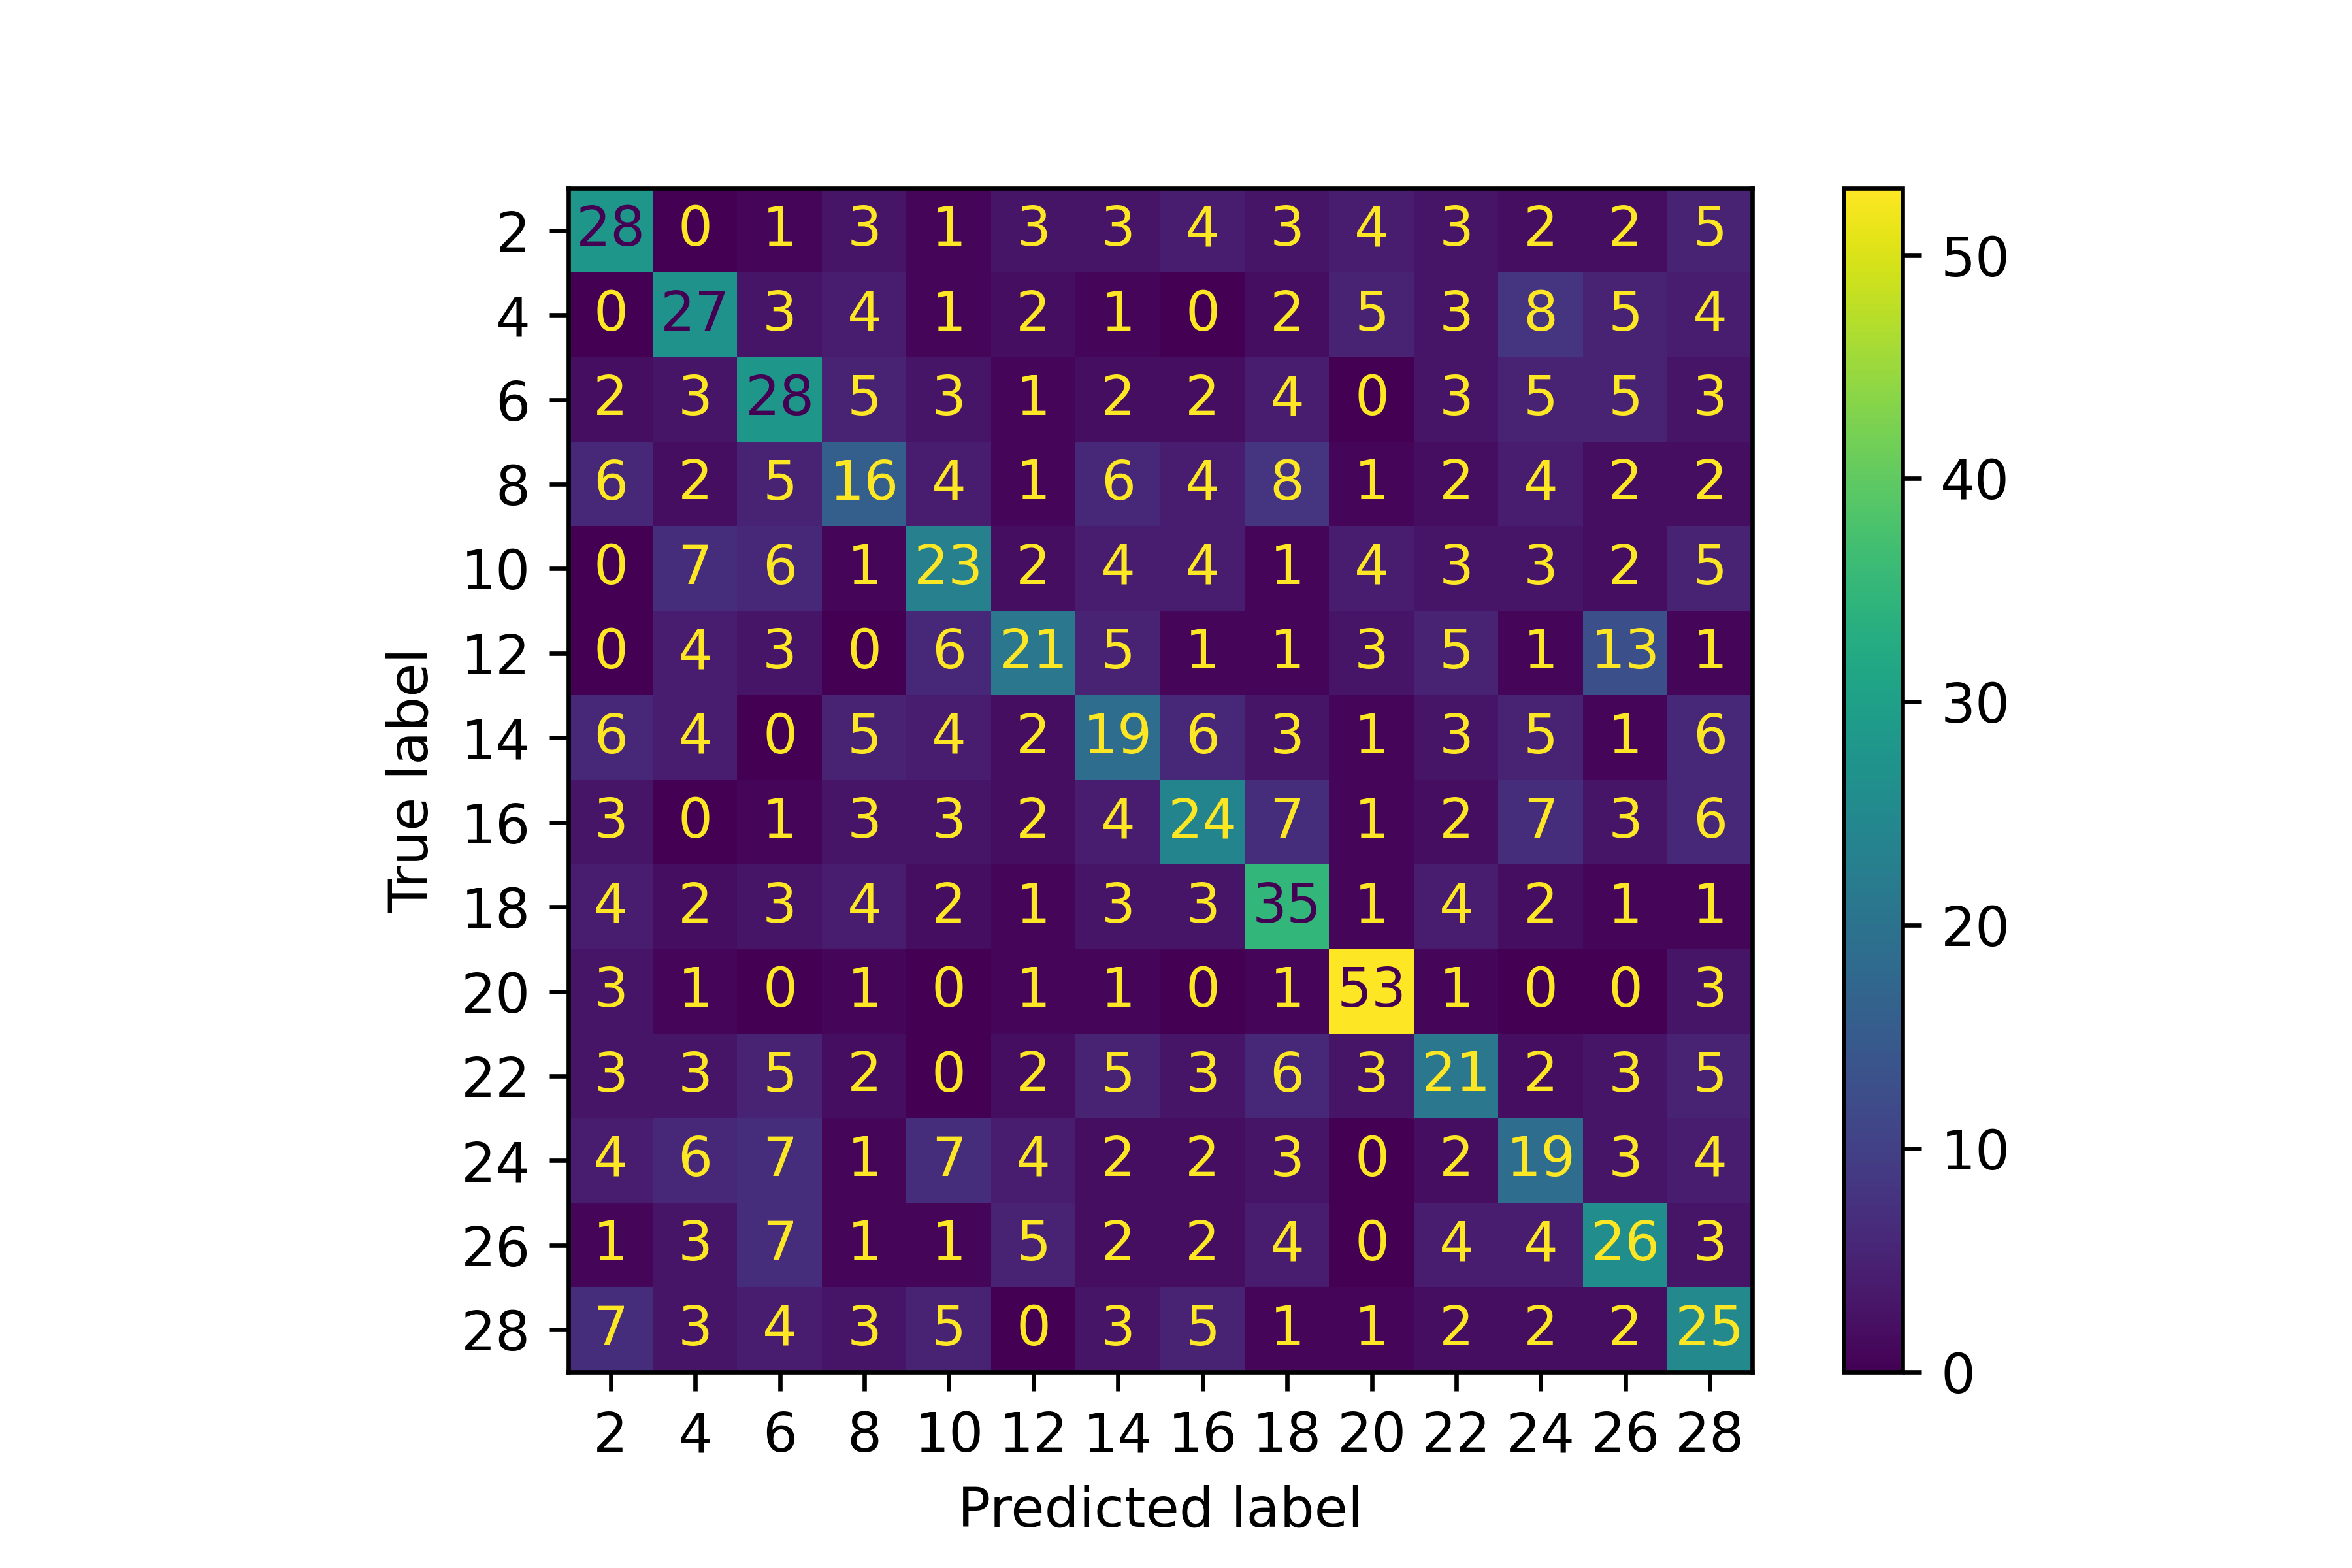 2 28 0 1 3 1 3 3 4 3 4 3 2 2 5
4 0 27 3 4 1 2 1 0 2 5 3 8 5 4
6 2 3 28 5 3 1 2 2 4 0 3 5 5 3
8 6 2 5 16 4 1 6 4 8 1 2 4 2 2
10 0 7 6 1 23 2 4 4 1 4 3 3 2 5
12 0 4 3 0 6 21 5 1 1 3 5 1 13 1
14 6 4 0 5 4 2 19 6 3 1 3 5 1 6
16 3 0 1 3 3 2 4 24 7 1 2 7 3 6
18 4 2 3 4 2 1 3 3 35 1 4 2 1 1
20 3 1 0 1 0 1 1 0 1 53 1 0 0 3
22 3 3 5 2 0 2 5 3 6 3 21 2 3 5
24 4 6 7 1 7 4 2 2 3 0 2 19 3 4
26 1 3 7 1 1 5 2 2 4 0 4 4 26 3
28 7 3 4 3 5 0 3 5 1 1 2 2 2 25
2 4 6 8 10 12 14 16 18 20 22 24 26 28
Predicted label
True label
50
40
30
20
10
0